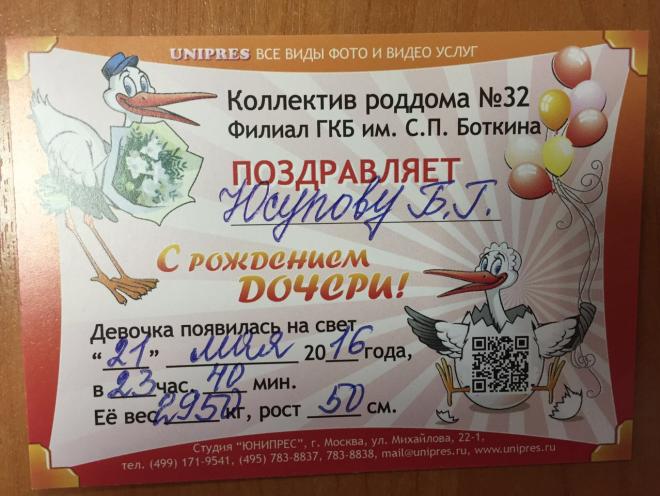 UNIPRES ВСЕ ВИДЫ ФОТО И ВИДЕО УСЛУГ
Коллектив роддома №32
Филиал ГКБ им. С.П. Боткина
ПОЗДРАВЛЯЕТ
Юсупову Б.Г.
С РОЖДЕНИЕМ
ДОЧЕРИ!
Девочка появилась на свет
“21” мая 2016 года,
в 23 час. 40 мин.
Её вес 2950 кг, рост 50 см.
Студия "ЮНИПРЕС", г. Москва, ул. Михайлова, 22-1,
тел. (499) 171-9541, (495) 783-8837, 783-8838, mail@unipres.ru, www.unipres.ru